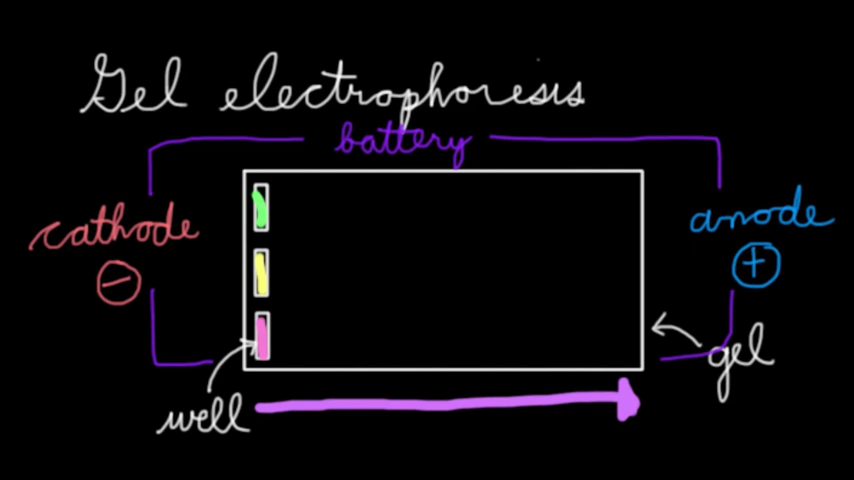 Gel electrophoresis
battery
cathode
anode
−
+
gel
well